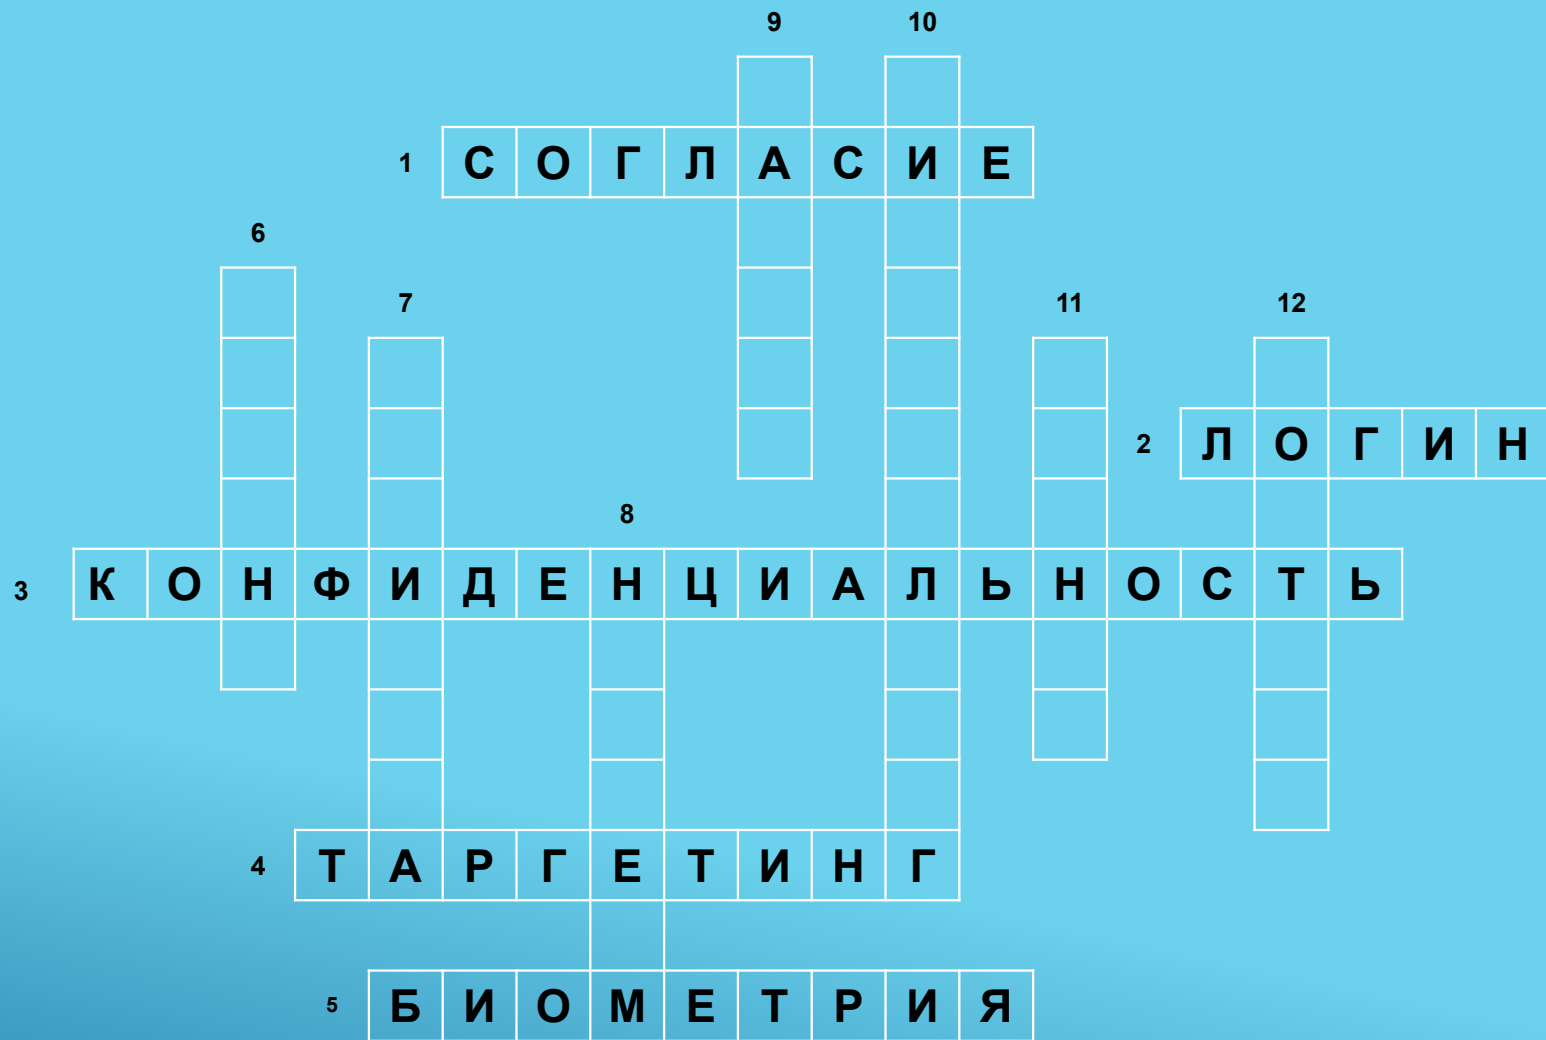 9 10
1 СОГЛАСИЕ
6
7 11 12
2 ЛОГИН
8
3 КОНФИДЕНЦИАЛЬНОСТЬ
4 ТАРГЕТИНГ
5 БИОМЕТРИЯ